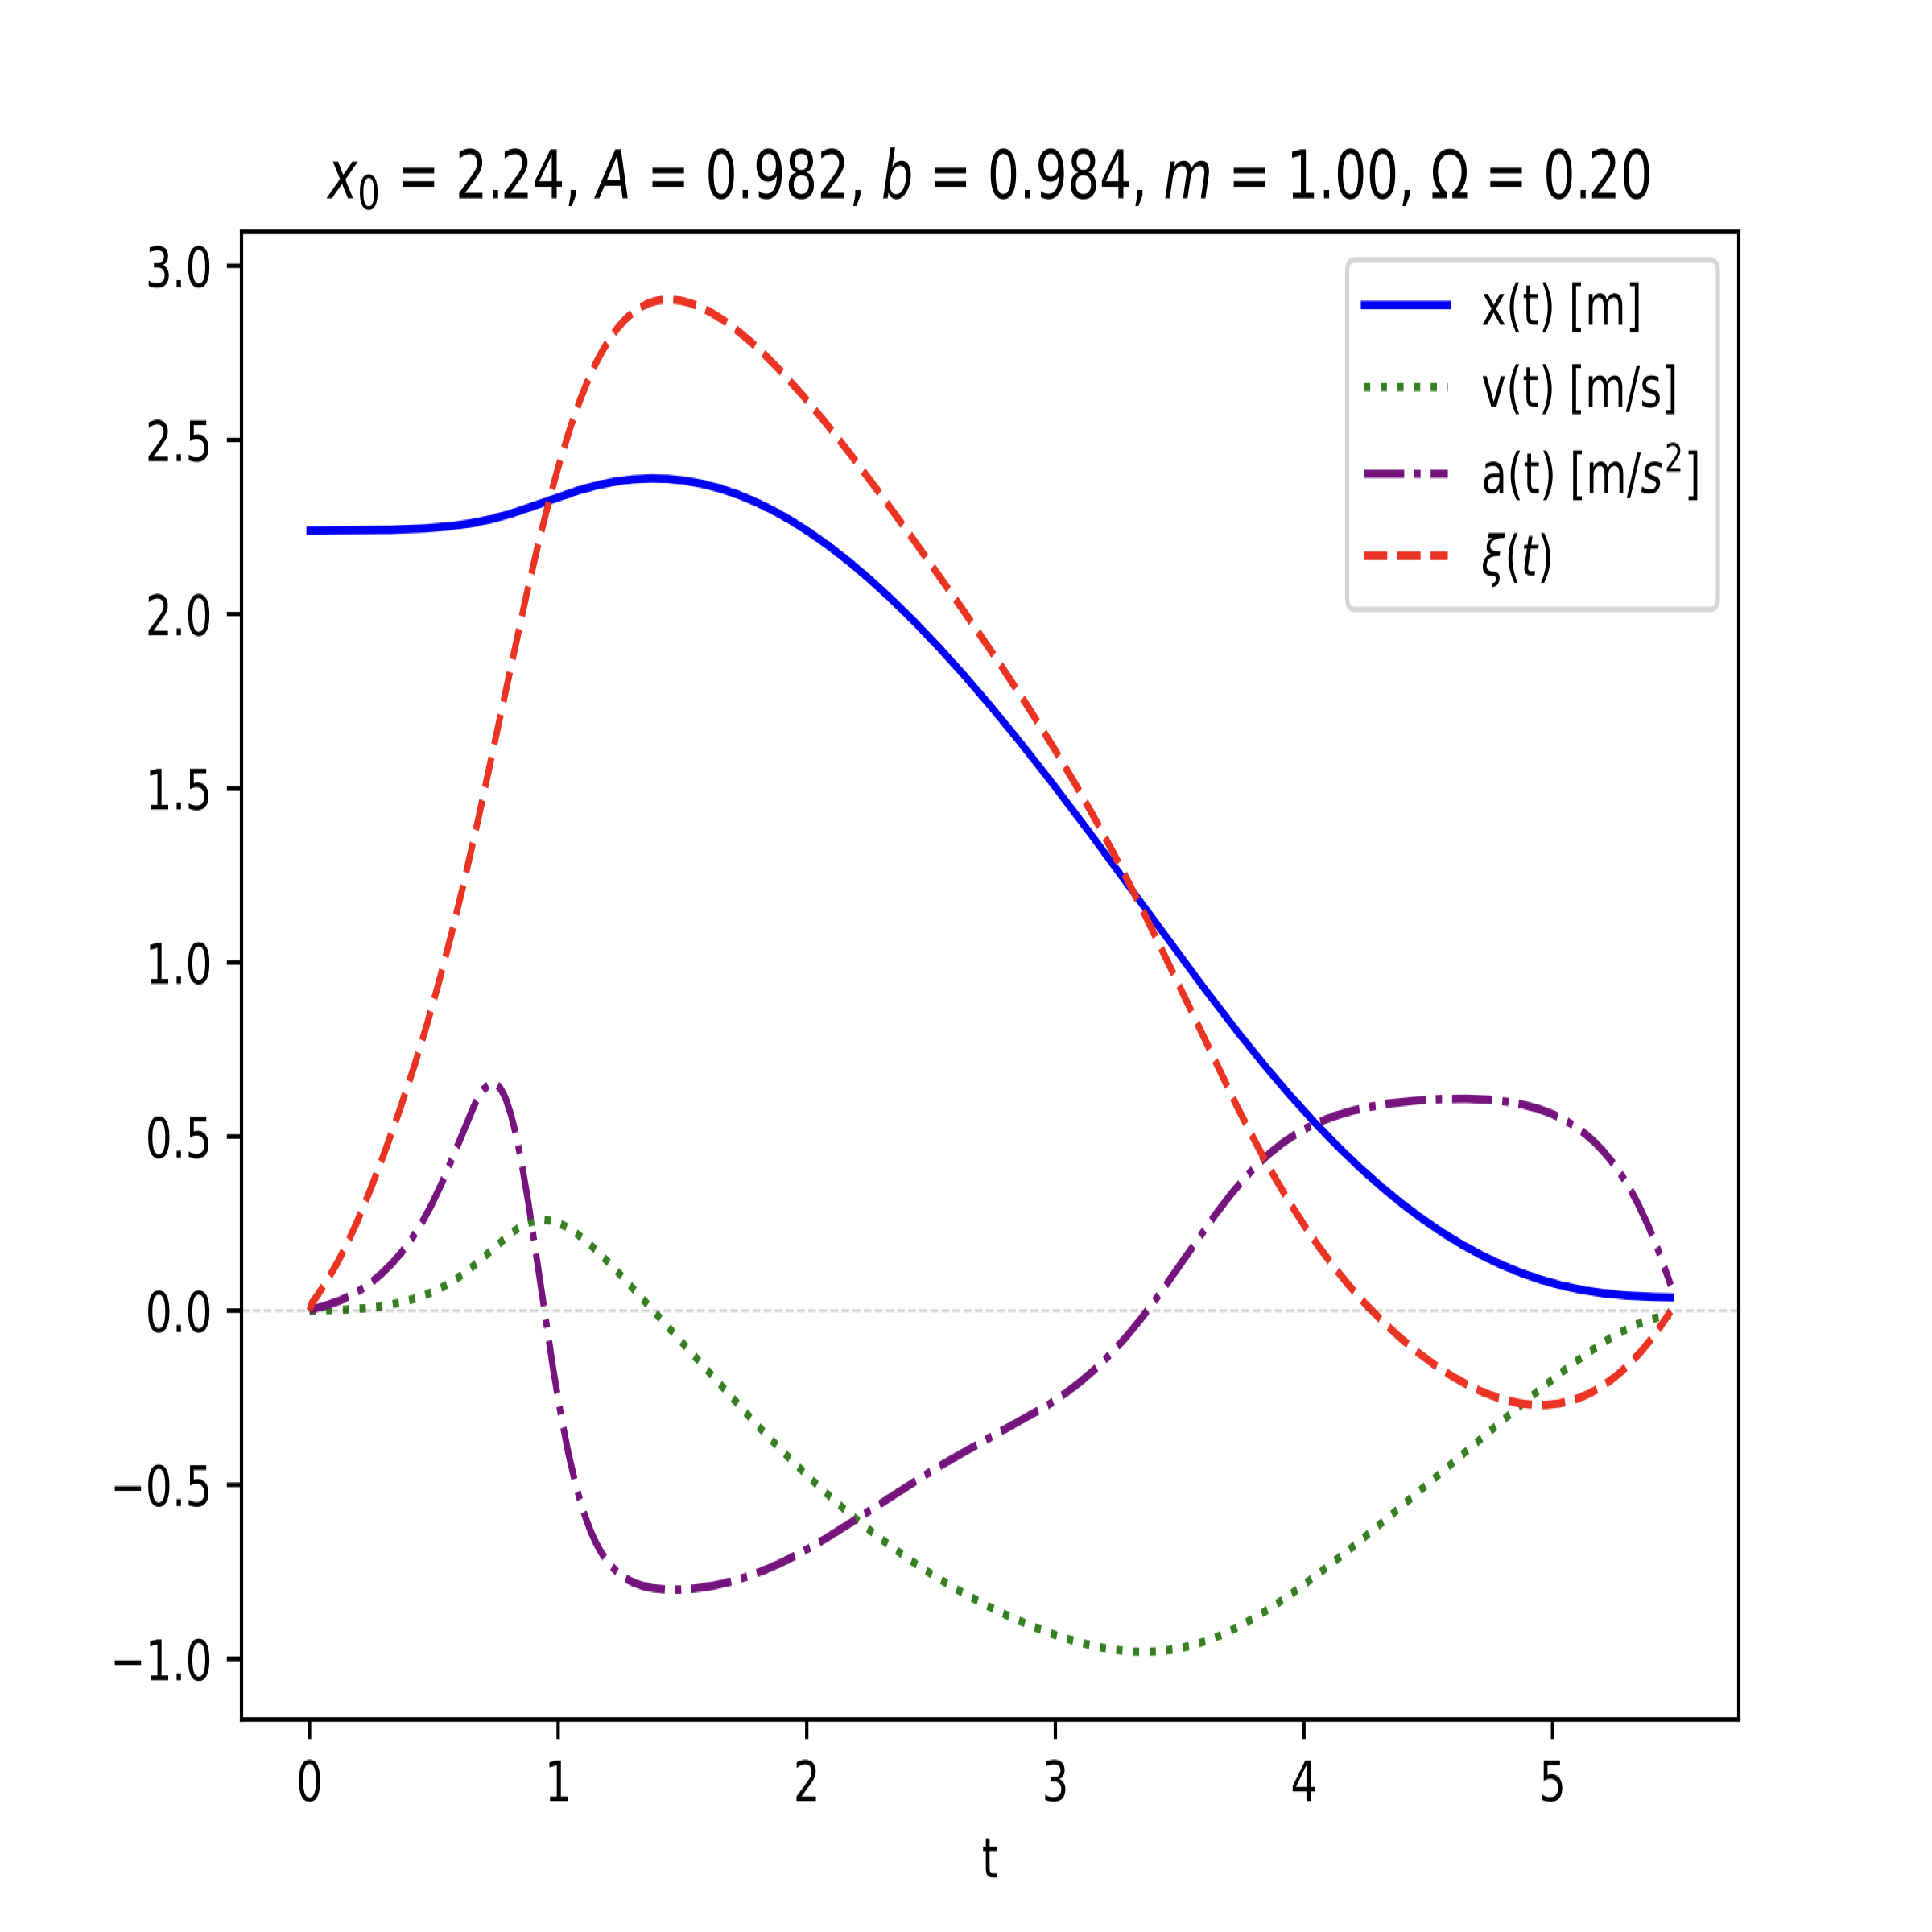 x₀ = 2.24, A = 0.982, b = 0.984, m = 1.00, Ω = 0.20
x(t) [m]
v(t) [m/s]
a(t) [m/s²]
ξ(t)
3.0
2.5
2.0
1.5
1.0
0.5
0.0
−0.5
−1.0
0 1 2 3 4 5
t